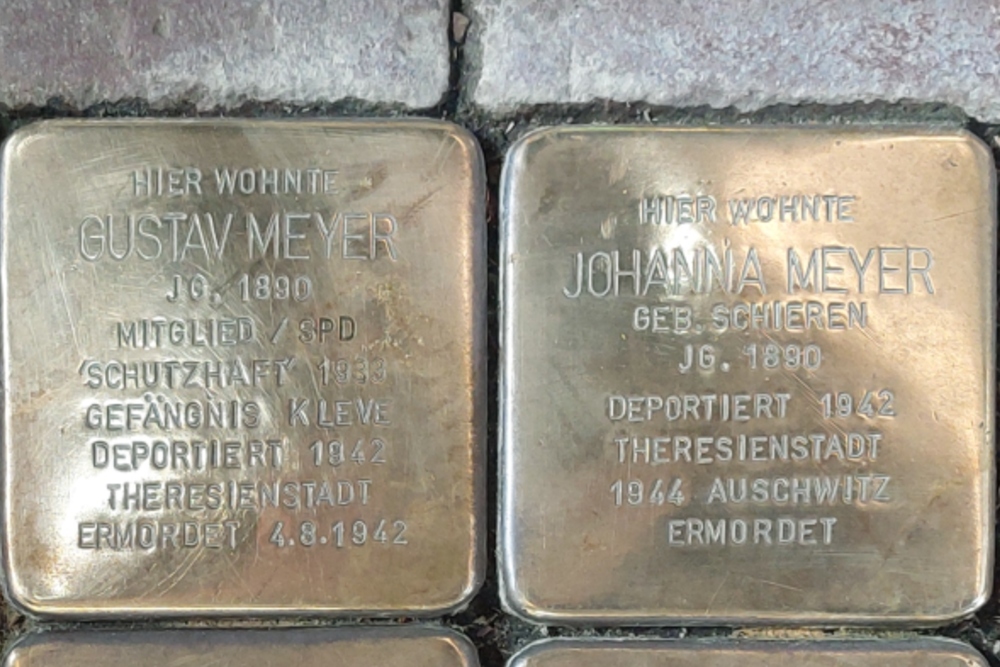 HIER WOHNTE
GUSTAV MEYER
JG. 1890
MITGLIED / SPD
'SCHUTZHAFT' 1933
GEFÄNGNIS KLEVE
DEPORTIERT 1942
THERESIENSTADT
ERMORDET 4.8.1942
HIER WOHNTE
JOHANNA MEYER
GEB. SCHIEREN
JG. 1890
DEPORTIERT 1942
THERESIENSTADT
1944 AUSCHWITZ
ERMORDET